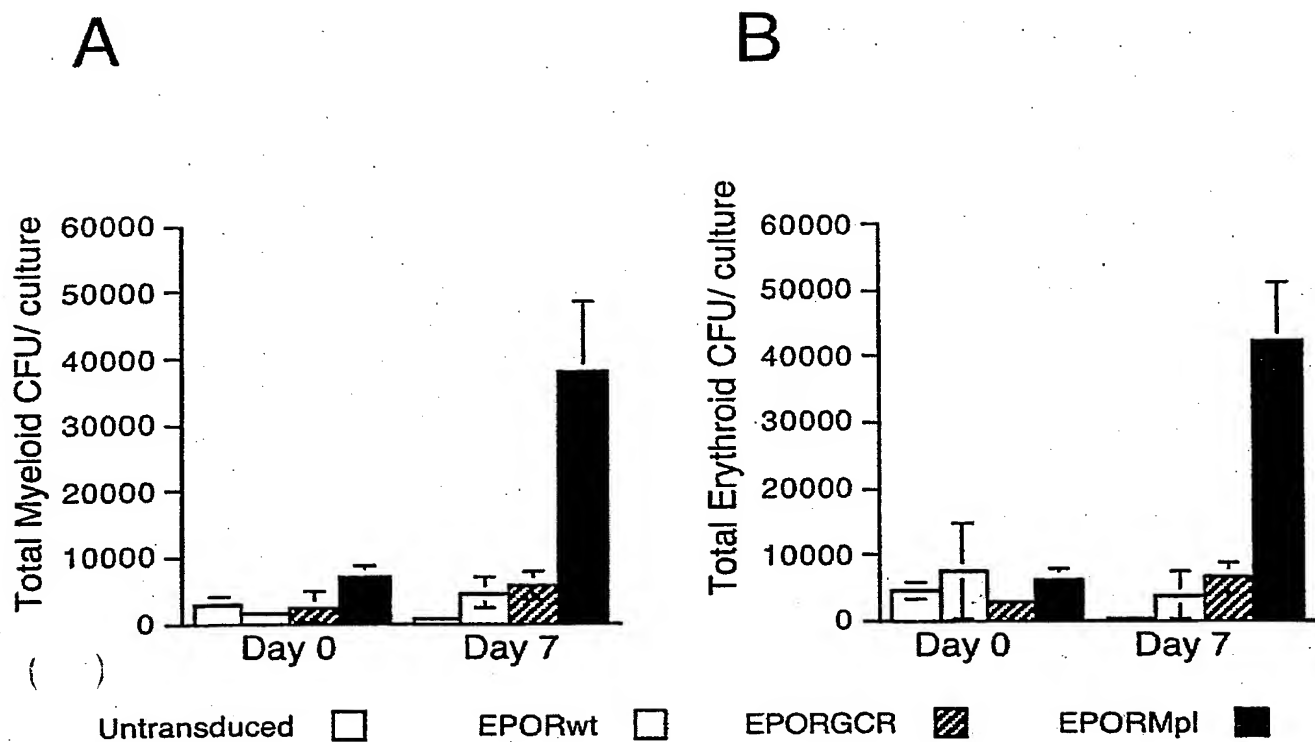 A
B
Total Myeloid CFU/ culture
60000
50000
40000
30000
20000
10000
0
Day 0
Day 7
Total Erythroid CFU/ culture
60000
50000
40000
30000
20000
10000
0
Day 0
Day 7
( )
Untransduced
EPORwt
EPORGCR
EPORMpl